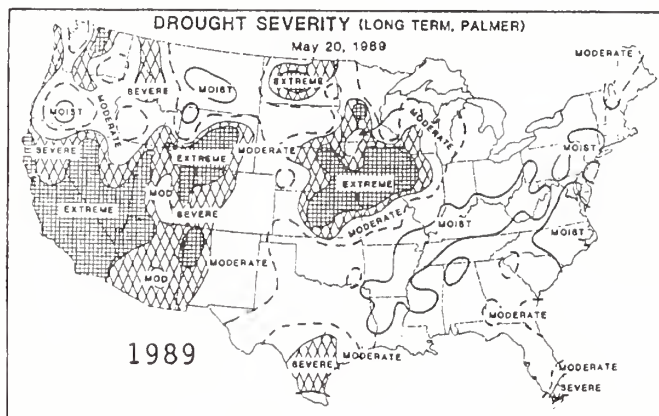 DROUGHT SEVERITY (LONG TERM, PALMER)
May 20, 1989
MODERATE
SEVERE
MOIST
EXTREME
MOIST
MODERATE
MODERATE
SEVERE
EXTREME
MODERATE
MOIST
EXTREME
EXTREME
MOD
SEVERE
MODERATE
MOIST
MOIST
MOD
MODERATE
MODERATE
1989
SEVERE
MODERATE
MODERATE
SEVERE